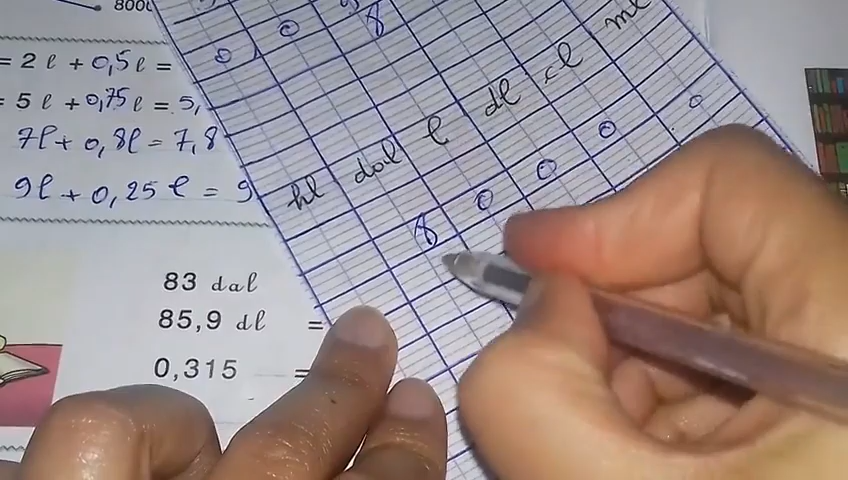 8000
0, 0 8
= 2 l + 0,5 l =
= 5 l + 0,75 l = 5,
7l + 0,8l = 7,8
9l + 0,25 l = 9
hl dal l dl cl ml
8 0 0 0 0
83 dal
85,9 dl =
0,315 =